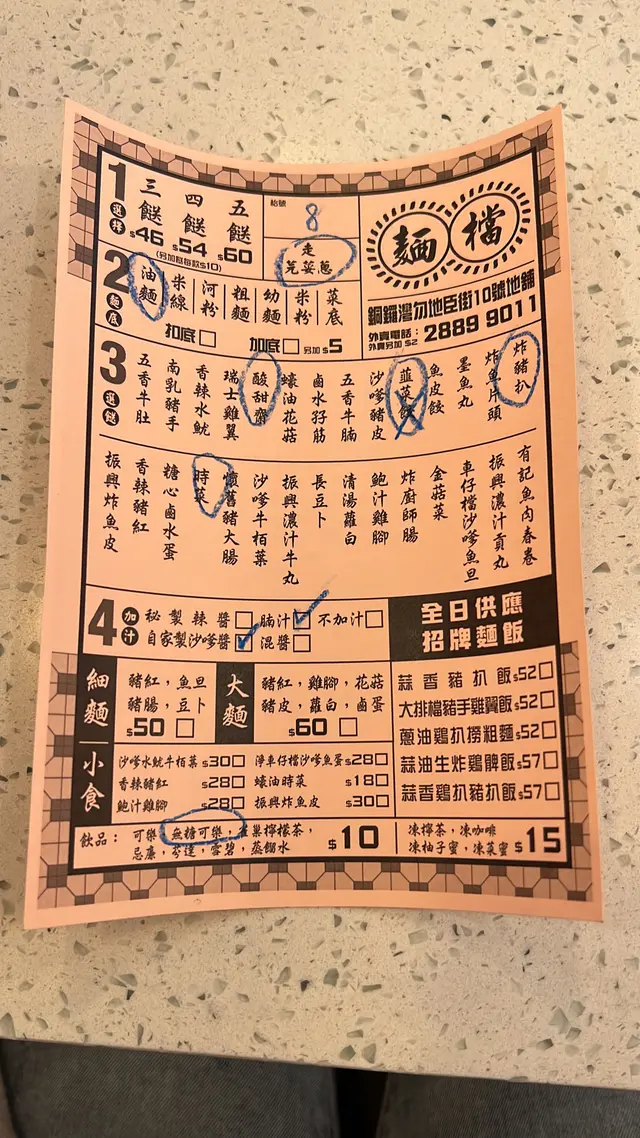 1 選擇
三餸 $46
四餸 $54
五餸 $60
(另加餸每款$10)
枱號
8
走
芫荽蔥
麵檔
銅鑼灣勿地臣街10號地舖
外賣電話: 2889 9011
外賣另加 $2
2 麵底
油麵
米線
河粉
粗麵
幼麵
米粉
菜底
扣底□ 加底□ 另加$5
3 選餸
五香牛肚
南乳豬手
香辣水魷
瑞士雞翼
酸甜齋
蠔油花菇
鹵水孖筋
五香牛腩
沙嗲豬皮
韮菜餃
魚皮餃
墨魚丸
炸魚片頭
炸豬扒
振興炸魚皮
香辣豬紅
糖心鹵水蛋
時菜
懷舊豬大腸
沙嗲牛栢葉
振興濃汁牛丸
長豆卜
清湯蘿白
鮑汁雞腳
炸廚師腸
金菇菜
車仔檔沙嗲魚旦
振興濃汁貢丸
有記魚肉春卷
4 加汁
秘製辣醬□ 腩汁□ 不加汁□
自家製沙嗲醬□ 混醬□
全日供應
招牌麵飯
細麵
豬紅,魚旦
豬腸,豆卜
$50 □
大麵
豬紅,雞腳,花菇
豬皮,蘿白,鹵蛋
$60 □
蒜香豬扒飯$52□
大排檔豬手雞翼飯$52□
蔥油鷄扒撈粗麵$52□
蒜油生炸鷄髀飯$57□
蒜香鷄扒豬扒飯$57□
小食
沙嗲水魷牛栢葉 $30□ 淨車仔檔沙嗲魚蛋$28□
香辣豬紅 $28□ 蠔油時菜 $18□
鮑汁雞腳 $28□ 振興炸魚皮 $30□
飲品: 可樂,無糖可樂,巢檸檬茶,
忌廉,芬達,雪碧,蒸餾水
$10
凍檸茶,凍咖啡
凍柚子蜜,凍菜蜜
$15